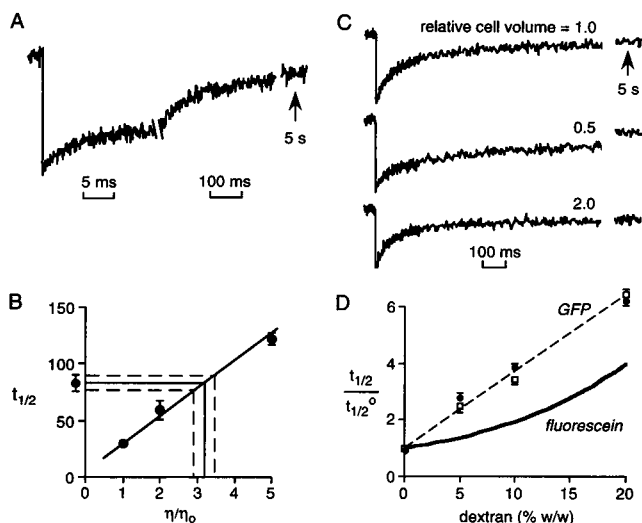 A
5 s
5 ms
100 ms
C
relative cell volume = 1.0
5 s
0.5
2.0
100 ms
B
150
100
50
0
t1/2
0 1 2 3 4 5
η/ηo
D
6
4
2
0
t1/2
t1/2o
GFP
fluorescein
0 5 10 15 20
dextran (% w/w)